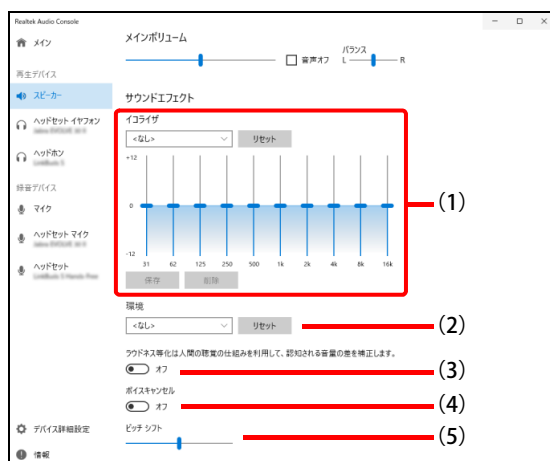 Realtek Audio Console
メイン
再生デバイス
スピーカー
ヘッドセット イヤフォン
ヘッドホン
録音デバイス
マイク
ヘッドセット マイク
ヘッドセット
デバイス詳細設定
情報
メインボリューム
音声オフ
バランス
L
R
サウンドエフェクト
イコライザ
<なし>
リセット
+12
0
-12
31 62 125 250 500 1k 2k 4k 8k 16k
保存 削除
(1)
環境
<なし>
リセット
(2)
ラウドネス等化は人間の聴覚の仕組みを利用して、認知される音量の差を補正します。
オフ
(3)
ボイスキャンセル
オフ
(4)
ピッチ シフト
(5)